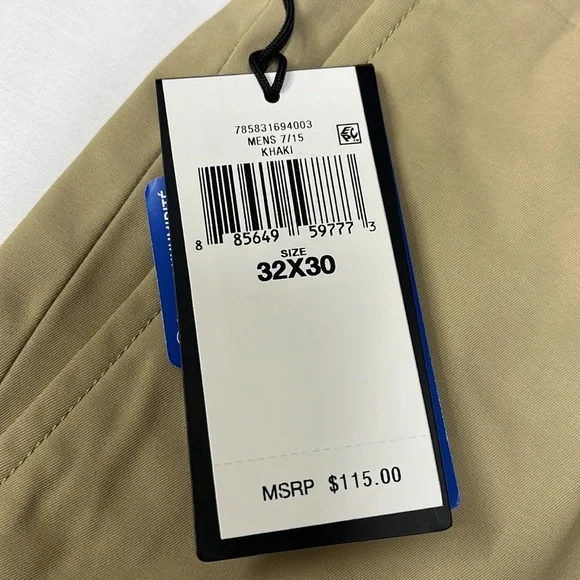 785831694003
MENS 7/15
KHAKI
8 85649 59777 3
SIZE
32X30
MSRP $115.00